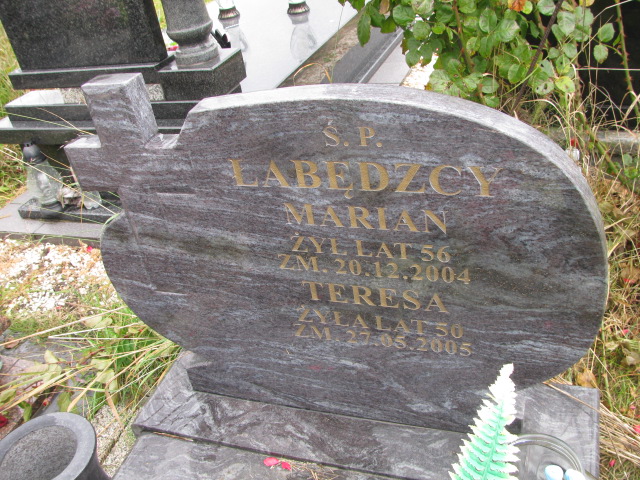 Ś.P.
ŁABĘDZCY
MARIAN
ŻYŁ LAT 56
ZM. 20.12.2004
TERESA
ŻYŁA LAT 50
ZM. 27.05.2005